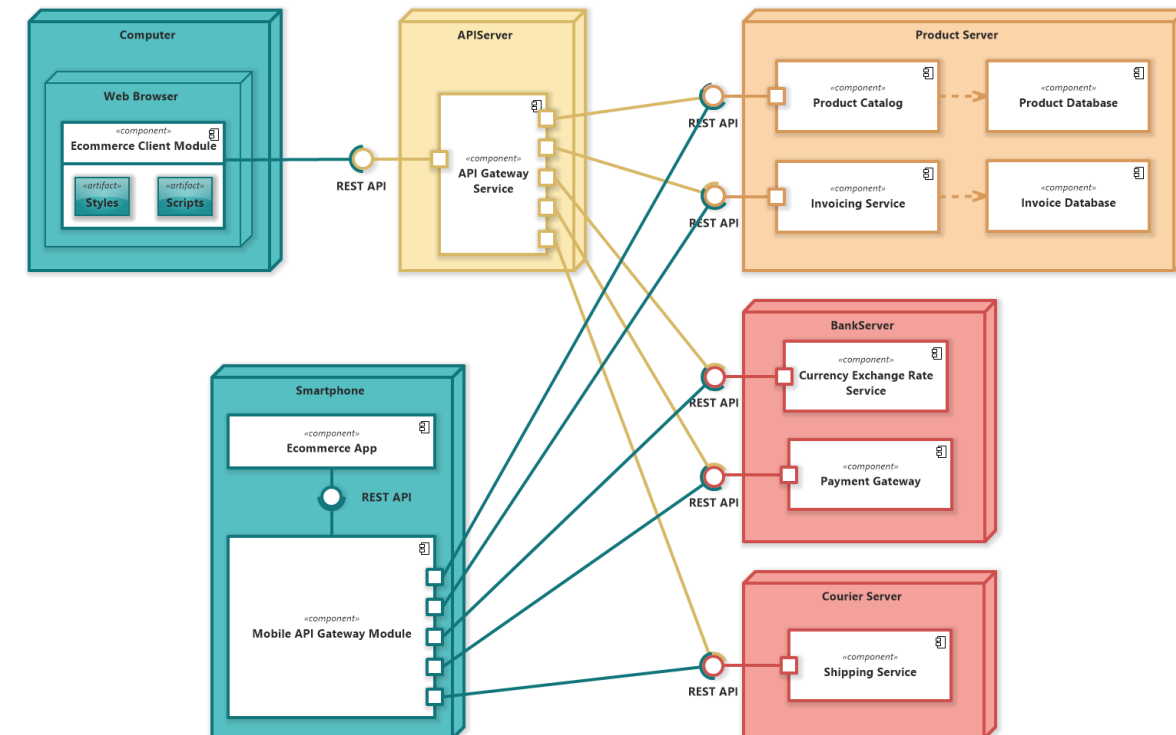 Computer
Web Browser
«component»
Ecommerce Client Module
«artifact»
Styles
«artifact»
Scripts
REST API
APIServer
«component»
API Gateway
Service
REST API
REST API
Product Server
«component»
Product Catalog
«component»
Product Database
«component»
Invoicing Service
«component»
Invoice Database
Smartphone
«component»
Ecommerce App
REST API
«component»
Mobile API Gateway Module
REST API
REST API
BankServer
«component»
Currency Exchange Rate
Service
«component»
Payment Gateway
REST API
Courier Server
«component»
Shipping Service